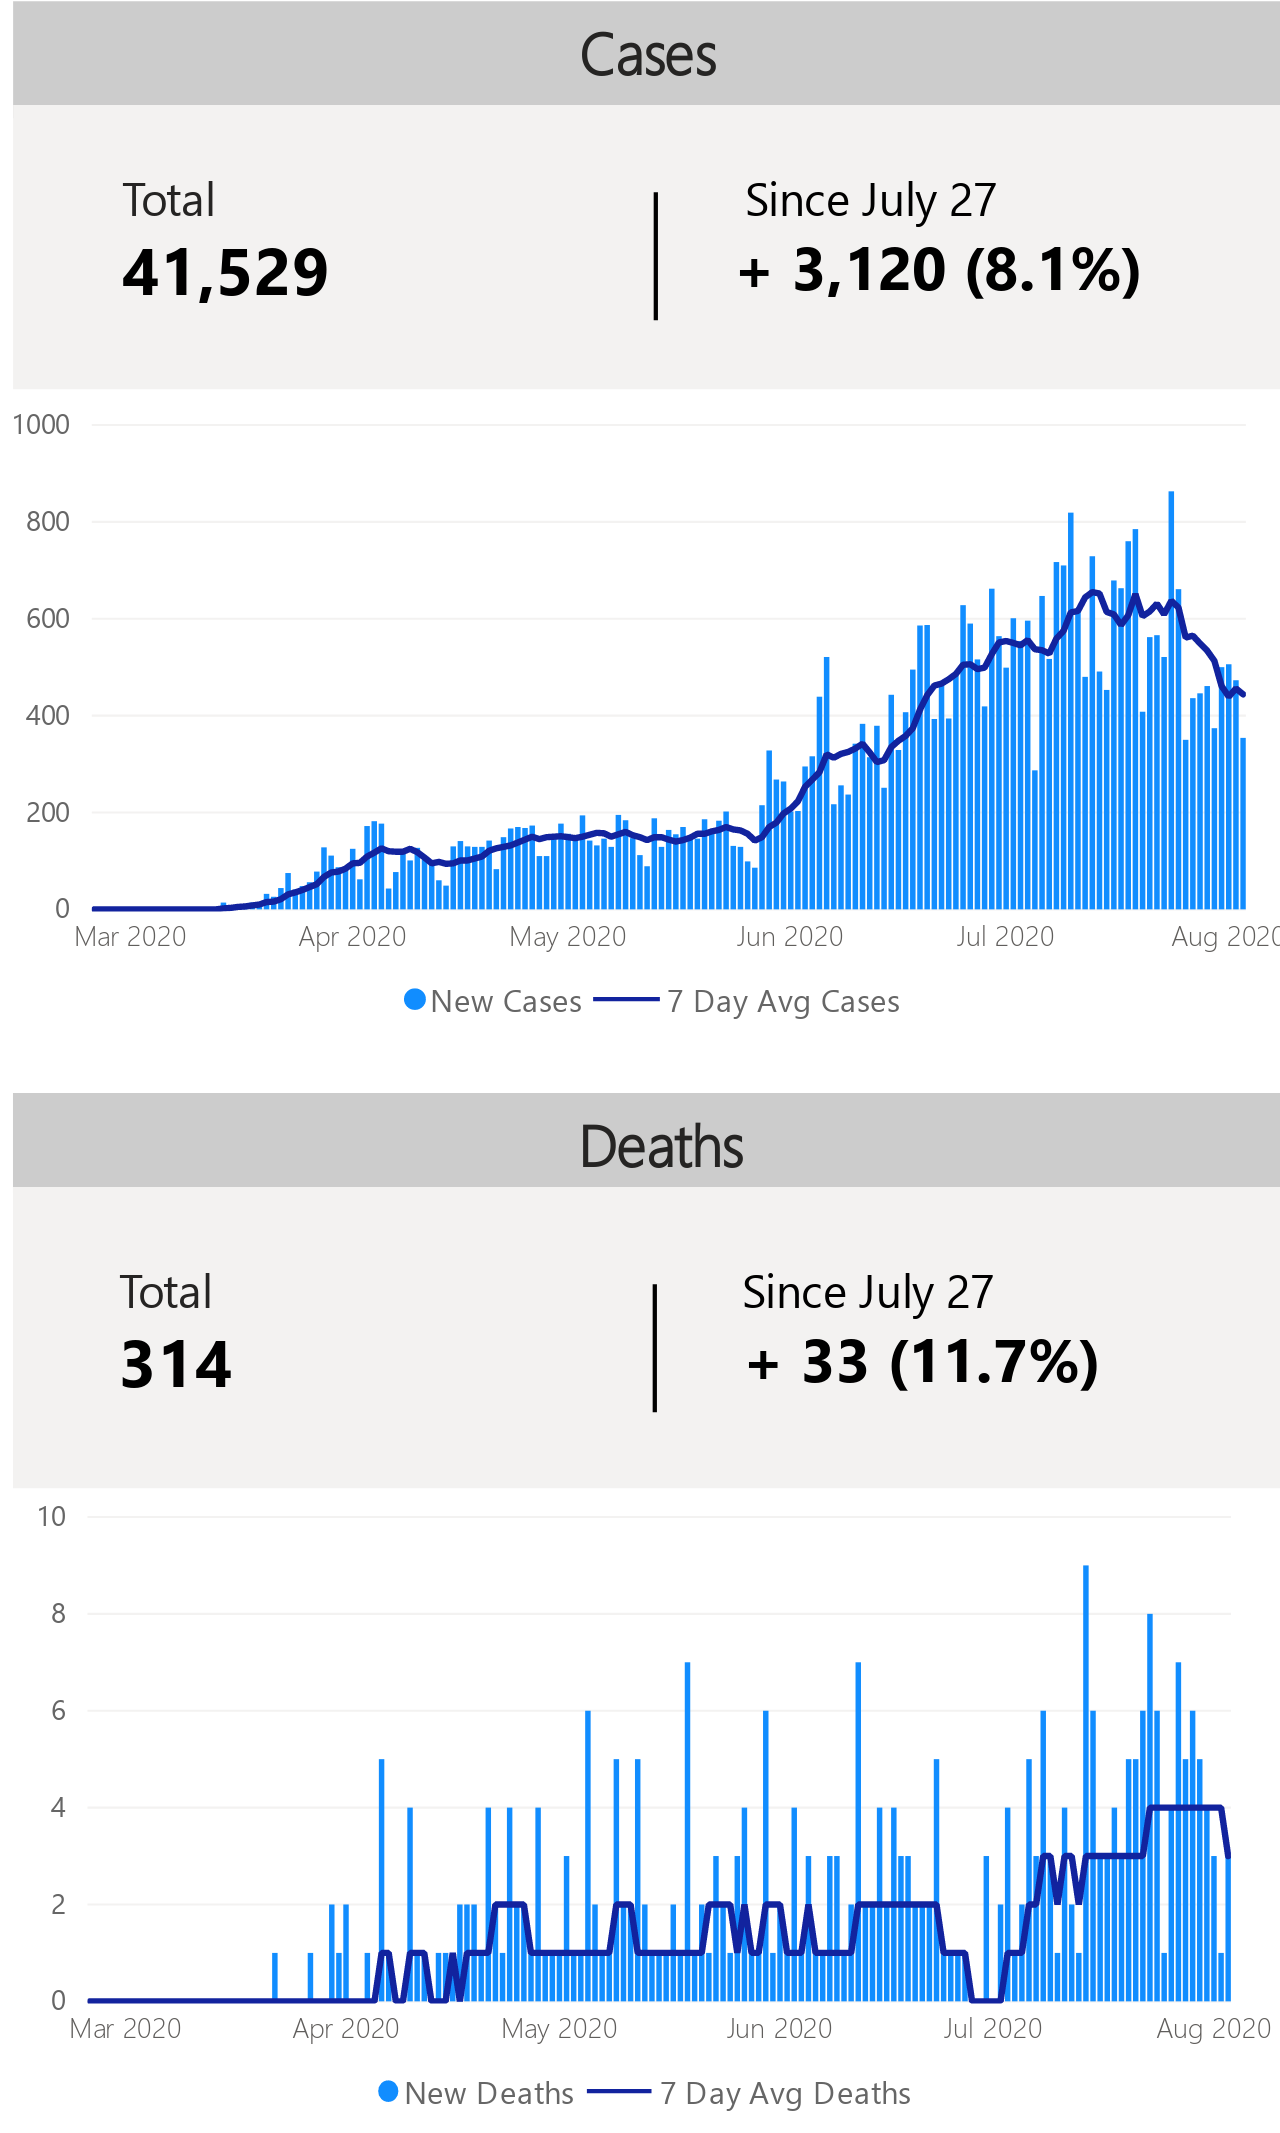 Cases
Total
Since July 27
41,529
+ 3,120 (8.1%)
1000
800
600
400
200
0
Mar 2020 Apr 2020 May 2020 Jun 2020 Jul 2020 Aug 2020
New Cases 7 Day Avg Cases
Deaths
Total
Since July 27
314
+ 33 (11.7%)
10
8
6
4
2
0
Mar 2020 Apr 2020 May 2020 Jun 2020 Jul 2020 Aug 2020
New Deaths 7 Day Avg Deaths